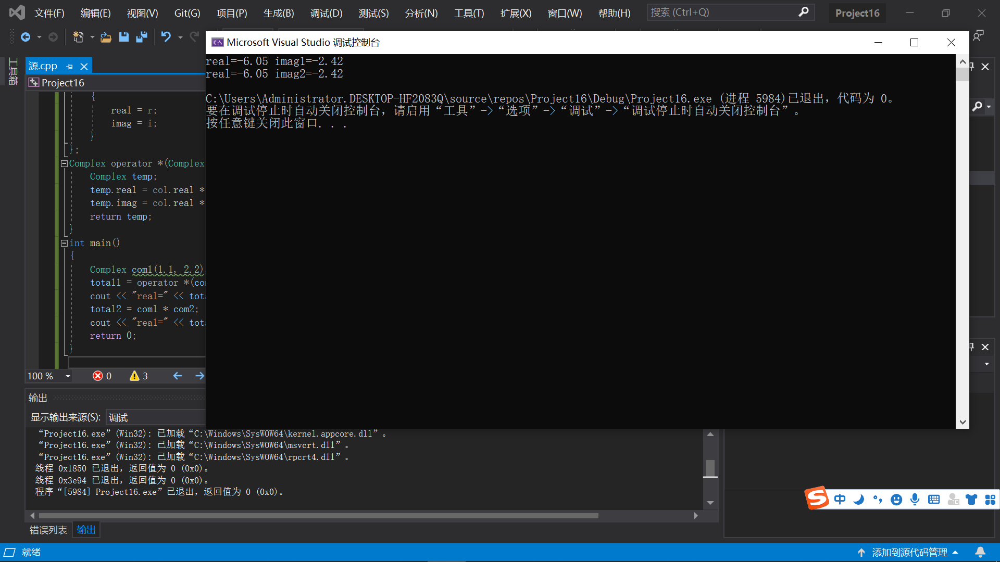 文件(F) 编辑(E) 视图(V) Git(G) 项目(P) 生成(B) 调试(D) 测试(S) 分析(N) 工具(T) 扩展(X) 窗口(W) 帮助(H) 搜索 (Ctrl+Q) Project16
Microsoft Visual Studio 调试控制台
real=-6.05 imag1=-2.42
real=-6.05 imag2=-2.42
C:\Users\Administrator.DESKTOP-HF2083Q\source\repos\Project16\Debug\Project16.exe (进程 5984)已退出，代码为 0。
要在调试停止时自动关闭控制台，请启用“工具”->“选项”->“调试”->“调试停止时自动关闭控制台”。
按任意键关闭此窗口. . .
工具箱
源.cpp
Project16
{
real = r;
imag = i;
}
};
Complex operator *(Complex
Complex temp;
temp.real = co1.real *
temp.imag = co1.real *
return temp;
}
int main()
{
Complex com1(1.1, 2.2)
total1 = operator *(co
cout << "real=" << tot
total2 = com1 * com2;
cout << "real=" << tot
return 0;
}
100 % 0 3
输出
显示输出来源(S): 调试
“Project16.exe”(Win32): 已加载“C:\Windows\SysWOW64\kernel.appcore.dll”。
“Project16.exe”(Win32): 已加载“C:\Windows\SysWOW64\msvcrt.dll”。
“Project16.exe”(Win32): 已加载“C:\Windows\SysWOW64\rpcrt4.dll”。
线程 0x1850 已退出，返回值为 0 (0x0)。
线程 0x3e94 已退出，返回值为 0 (0x0)。
程序“[5984] Project16.exe”已退出，返回值为 0 (0x0)。
错误列表 输出
中
就绪 添加到源代码管理